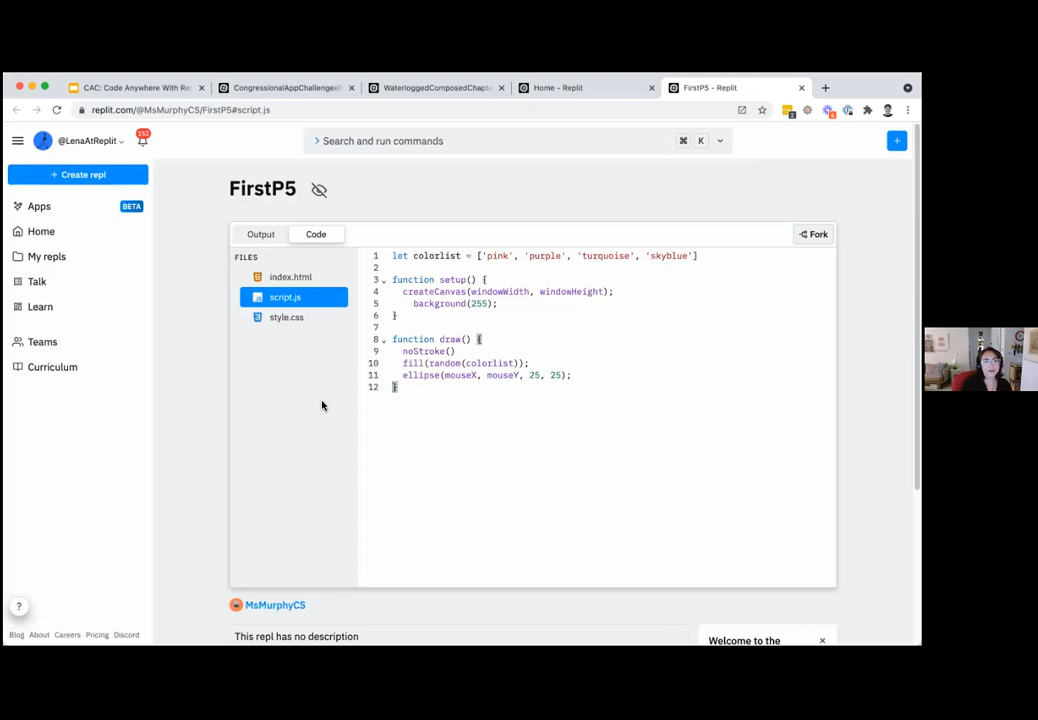 CAC: Code Anywhere With Re
CongressionalAppChallengex
WaterloggedComposedChapte
Home - Replit
FirstP5 - Replit
replit.com/@MsMurphyCS/FirstP5#script.js
@LenaAtReplit
152
Search and run commands
⌘ K
+ Create repl
Apps BETA
Home
My repls
Talk
Learn
Teams
Curriculum
FirstP5
Output
Code
Fork
FILES
index.html
script.js
style.css
1 let colorlist = ['pink', 'purple', 'turquoise', 'skyblue']
2
3 function setup() {
4 createCanvas(windowWidth, windowHeight);
5 background(255);
6 }
7
8 function draw() {
9 noStroke()
10 fill(random(colorlist));
11 ellipse(mouseX, mouseY, 25, 25);
12 }
MsMurphyCS
This repl has no description
Welcome to the
?
Blog About Careers Pricing Discord